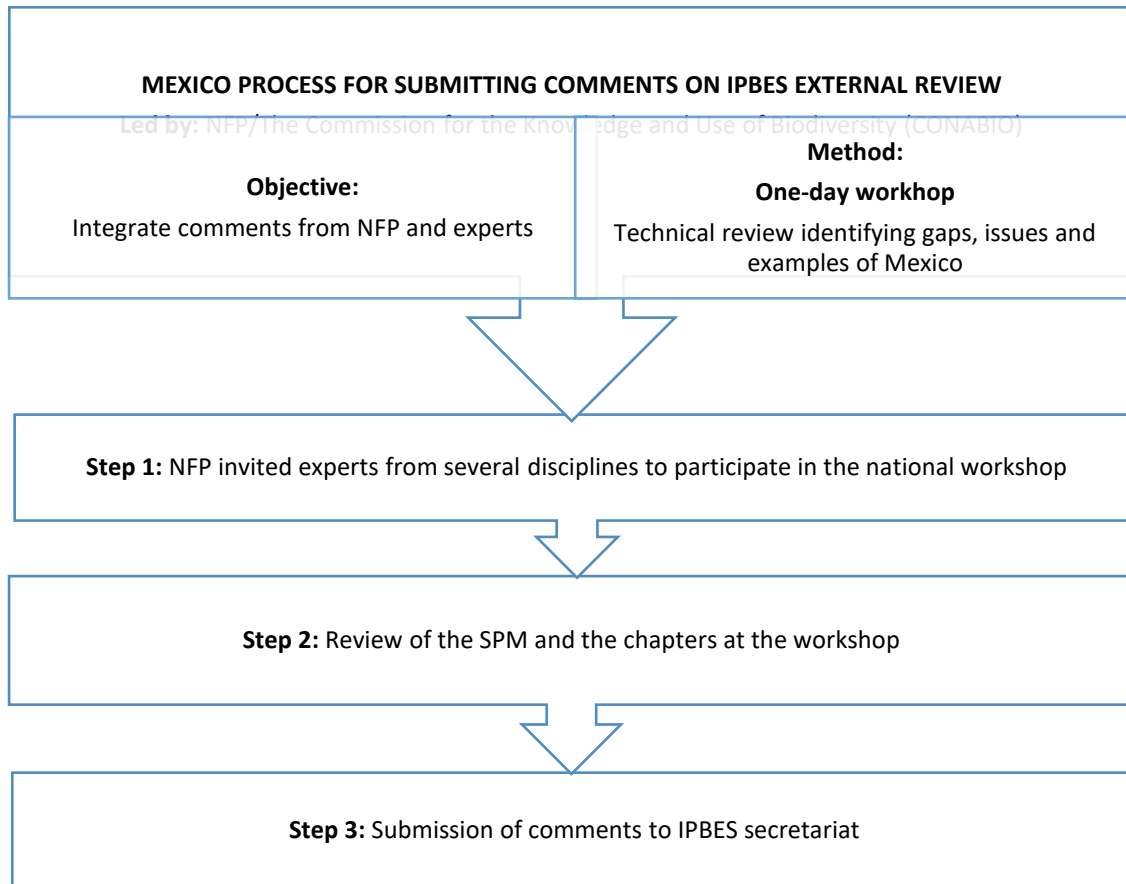 MEXICO PROCESS FOR SUBMITTING COMMENTS ON IPBES EXTERNAL REVIEW
Led by: NFP/The Commission for the Knowledge and Use of Biodiversity (CONABIO)
Objective:
Integrate comments from NFP and experts
Method:
One-day workhop
Technical review identifying gaps, issues and
examples of Mexico
Step 1: NFP invited experts from several disciplines to participate in the national workshop
Step 2: Review of the SPM and the chapters at the workshop
Step 3: Submission of comments to IPBES secretariat